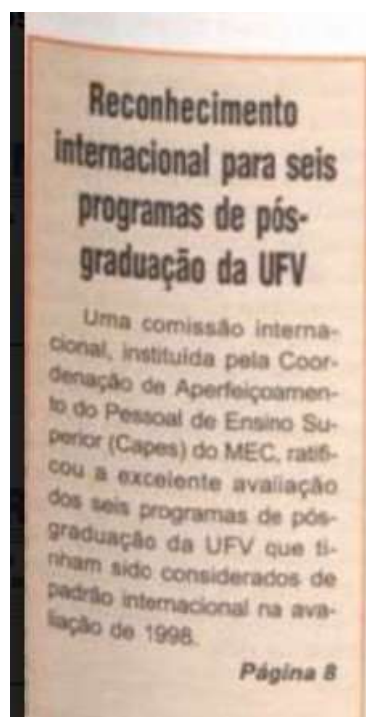 Reconhecimento
internacional para seis
programas de pós-
graduação da UFV
Uma comissão interna-
cional, instituída pela Coor-
denação de Aperfeiçoamen-
to do Pessoal de Ensino Su-
perior (Capes) do MEC, ratifi-
cou a excelente avaliação
dos seis programas de pós-
graduação da UFV que ti-
nham sido considerados de
padrão internacional na ava-
liação de 1998.
Página 8